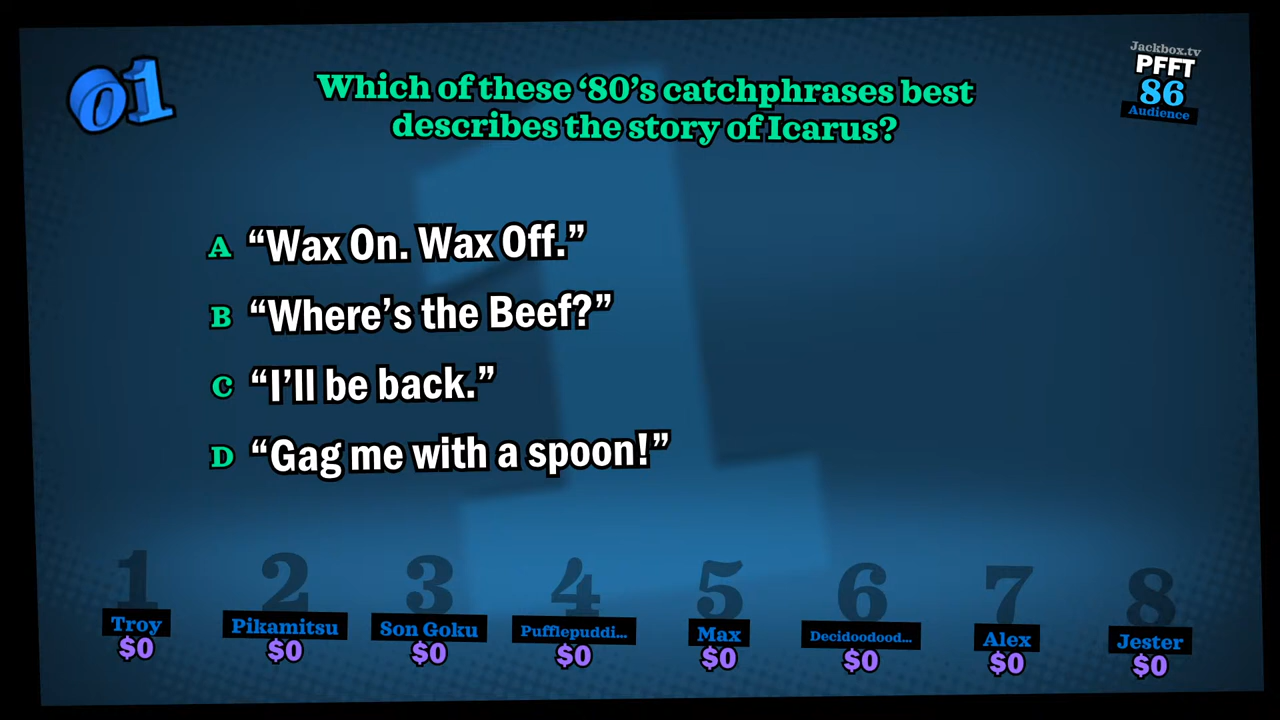 01
Which of these ‘80’s catchphrases best
describes the story of Icarus?
Jackbox.tv
PFFT
86
Audience
A “Wax On. Wax Off.”
B “Where’s the Beef?”
C “I’ll be back.”
D “Gag me with a spoon!”
1 2 3 4 5 6 7 8
Troy Pikamitsu Son Goku Pufflepuddi... Max Decidoodood... Alex Jester
$0 $0 $0 $0 $0 $0 $0 $0